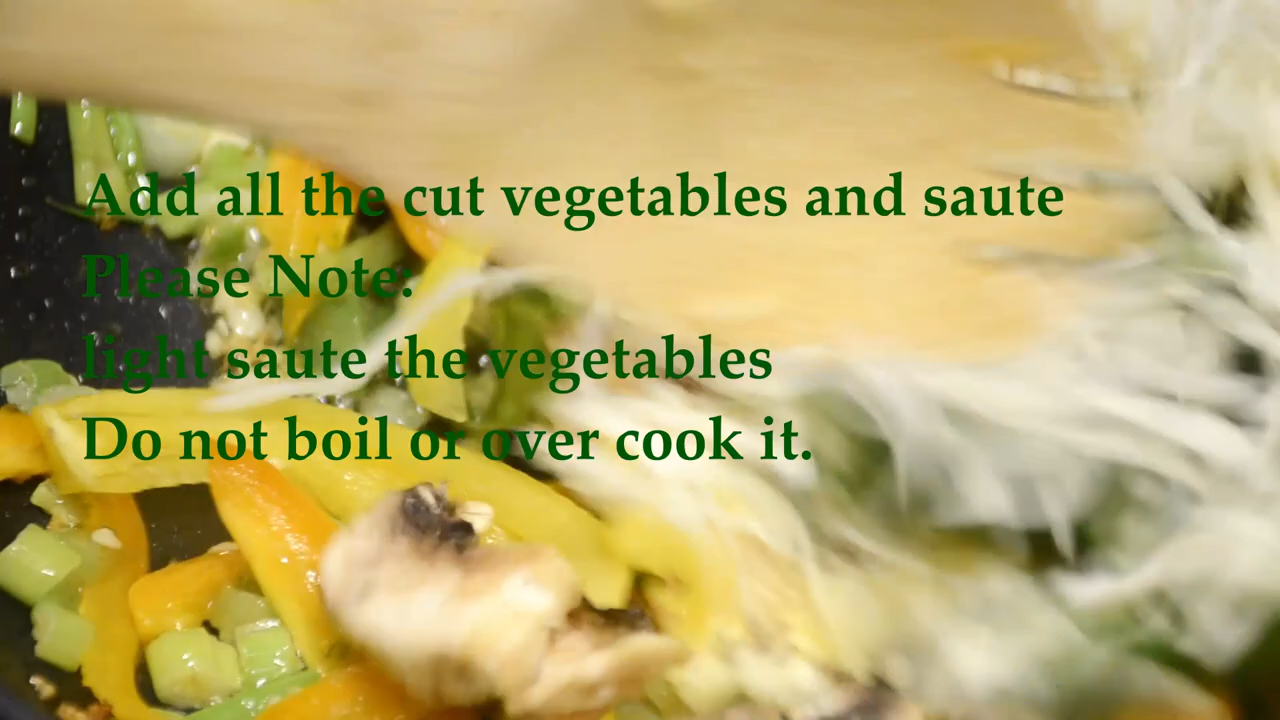 Add all the cut vegetables and saute
Please Note:
light saute the vegetables
Do not boil or over cook it.